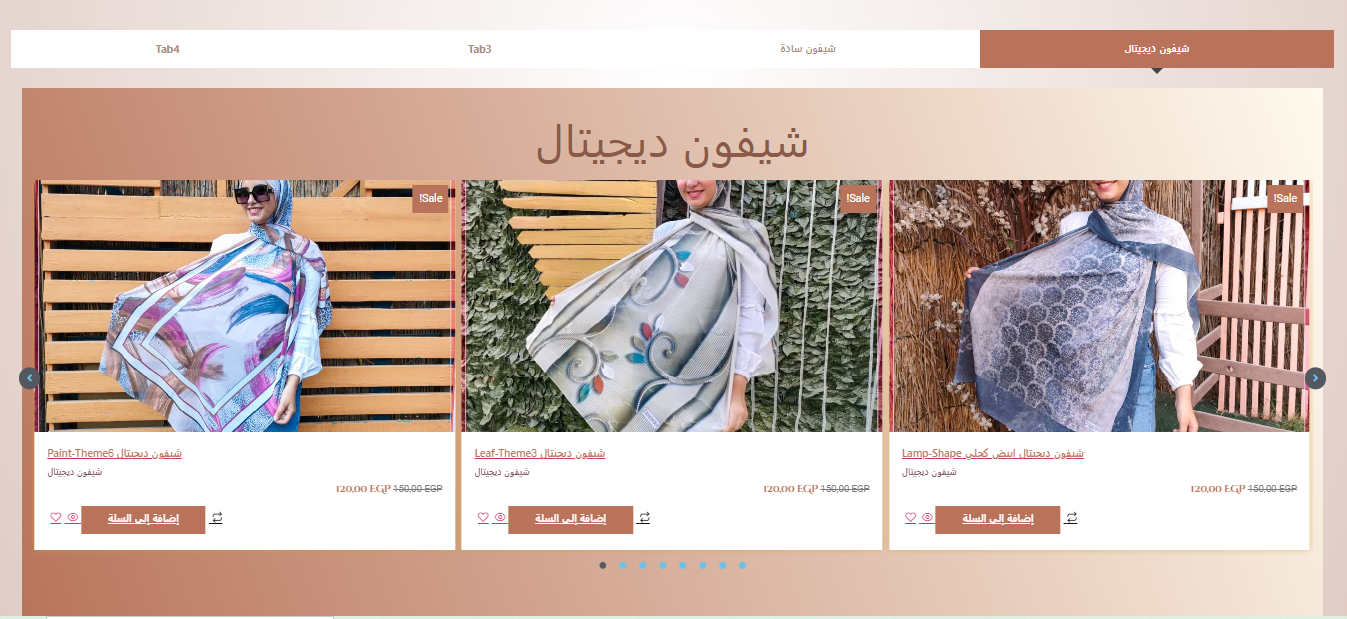 شيفون ديجيتال
شيفون سادة
Tab3
Tab4
شيفون ديجيتال
Sale!
شيفون ديجيتال ابيض كحلي Lamp-Shape
شيفون ديجيتال
150,00 EGP 120,00 EGP
إضافة إلى السلة
Sale!
شيفون ديجيتال Leaf-Theme3
شيفون ديجيتال
150,00 EGP 120,00 EGP
إضافة إلى السلة
Sale!
شيفون ديجيتال Paint-Theme6
شيفون ديجيتال
150,00 EGP 120,00 EGP
إضافة إلى السلة